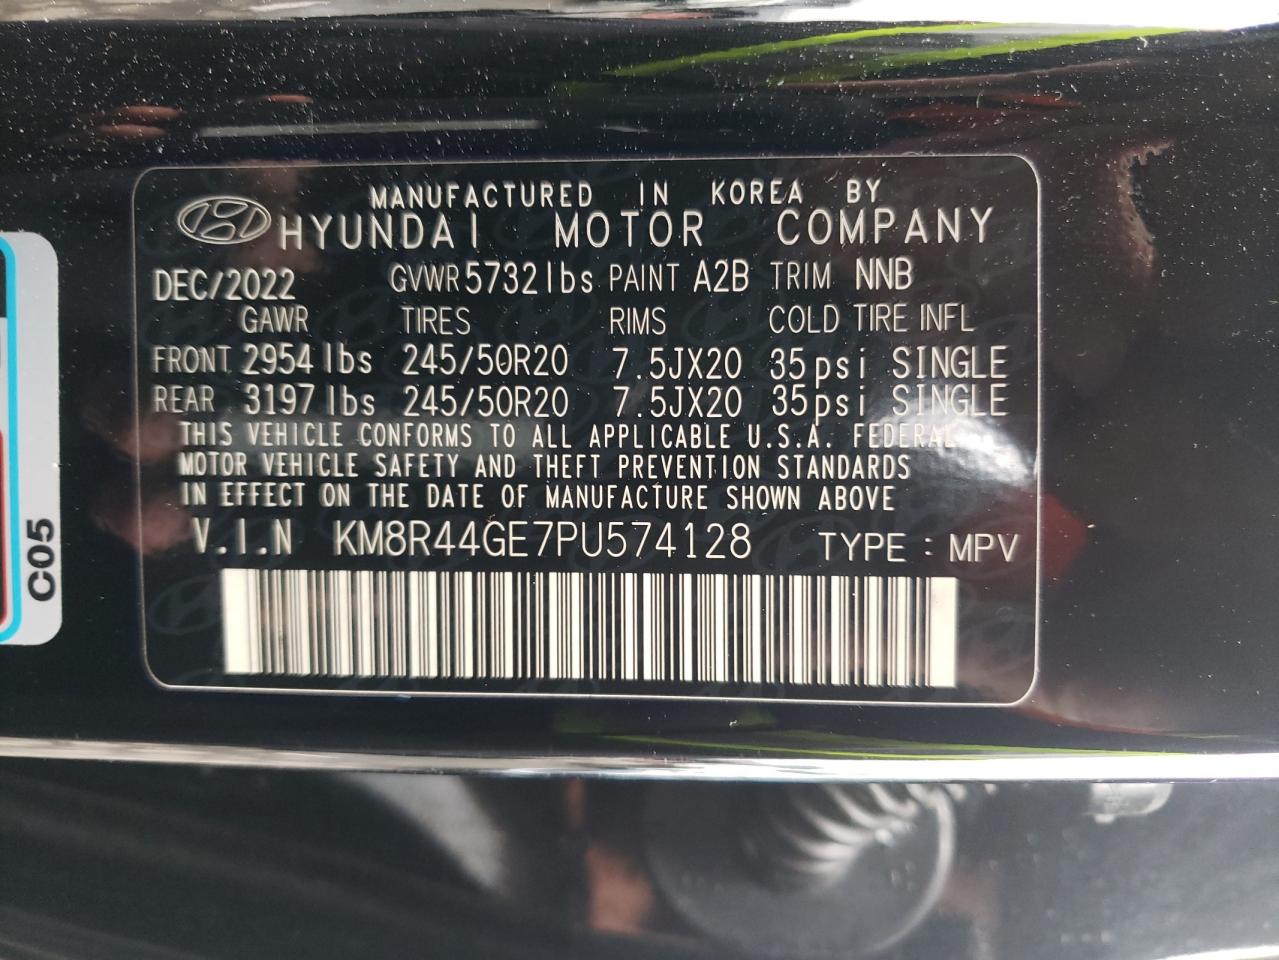 MANUFACTURED IN KOREA BY
HYUNDAI MOTOR COMPANY
DEC/2022 GVWR 5732 lbs PAINT A2B TRIM NNB
GAWR TIRES RIMS COLD TIRE INFL
FRONT 2954 lbs 245/50R20 7.5JX20 35psi SINGLE
REAR 3197 lbs 245/50R20 7.5JX20 35psi SINGLE
THIS VEHICLE CONFORMS TO ALL APPLICABLE U.S.A. FEDERAL
MOTOR VEHICLE SAFETY AND THEFT PREVENTION STANDARDS
IN EFFECT ON THE DATE OF MANUFACTURE SHOWN ABOVE
V.I.N KM8R44GE7PU574128 TYPE : MPV
C05